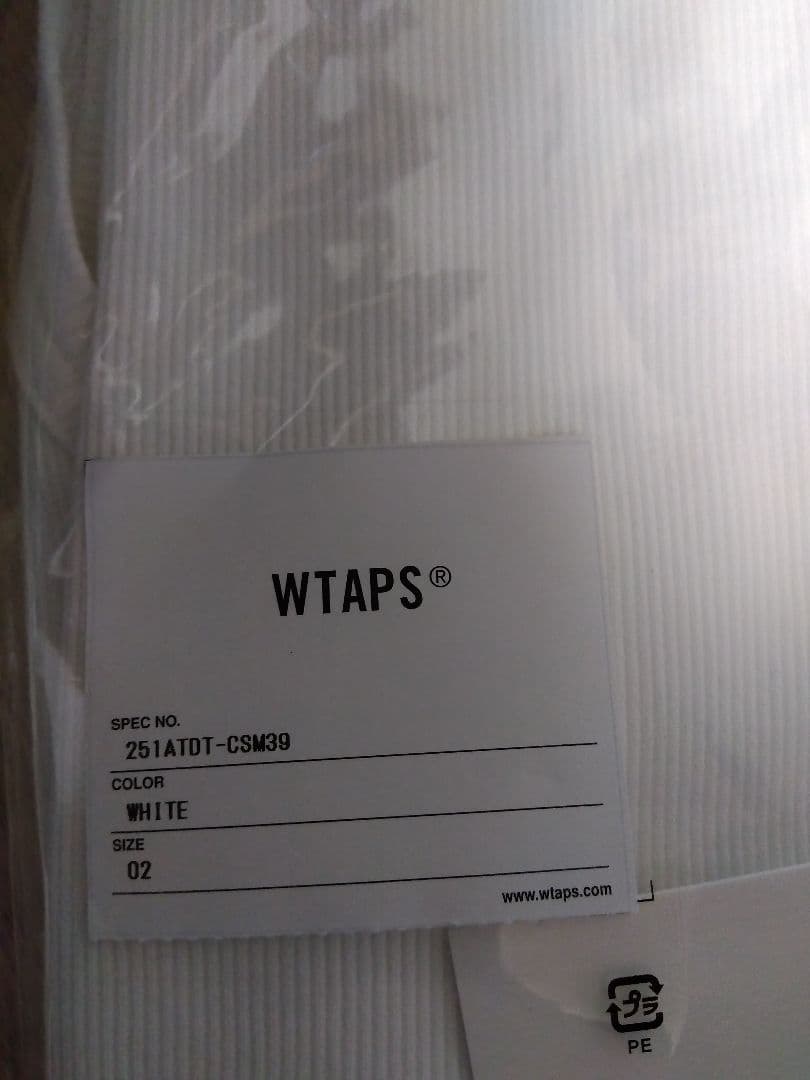 WTAPS®
SPEC NO.
251ATDT-CSM39
COLOR
WHITE
SIZE
02
www.wtaps.com
プラ
PE